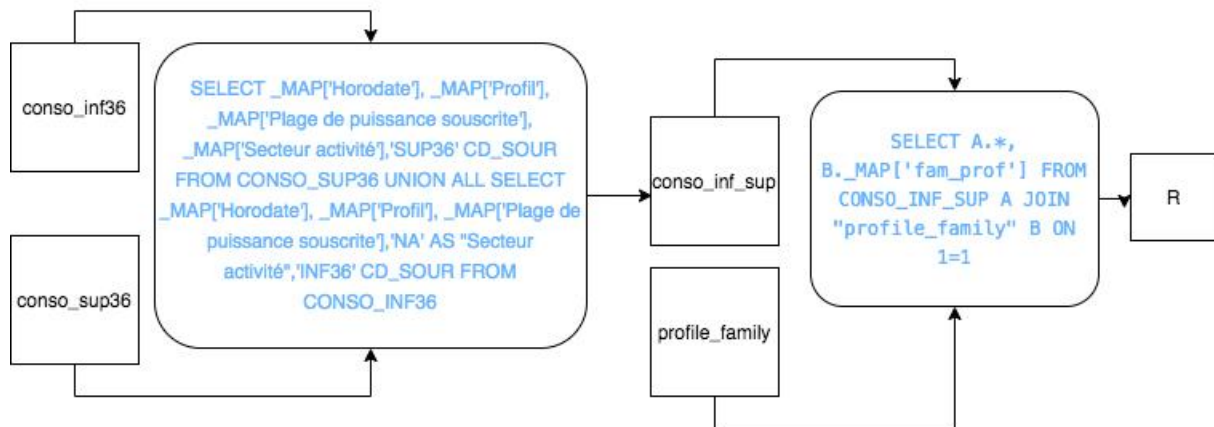 conso_inf36
SELECT _MAP['Horodate'], _MAP['Profil'],
_MAP['Plage de puissance souscrite'],
_MAP['Secteur activité'],'SUP36' CD_SOUR
FROM CONSO_SUP36 UNION ALL SELECT
_MAP['Horodate'], _MAP['Profil'], _MAP['Plage de
puissance souscrite'],'NA' AS "Secteur
activité",'INF36' CD_SOUR FROM
CONSO_INF36
conso_sup36
conso_inf_sup
profile_family
SELECT A.*,
B._MAP['fam_prof'] FROM
CONSO_INF_SUP A JOIN
"profile_family" B ON
1=1
R